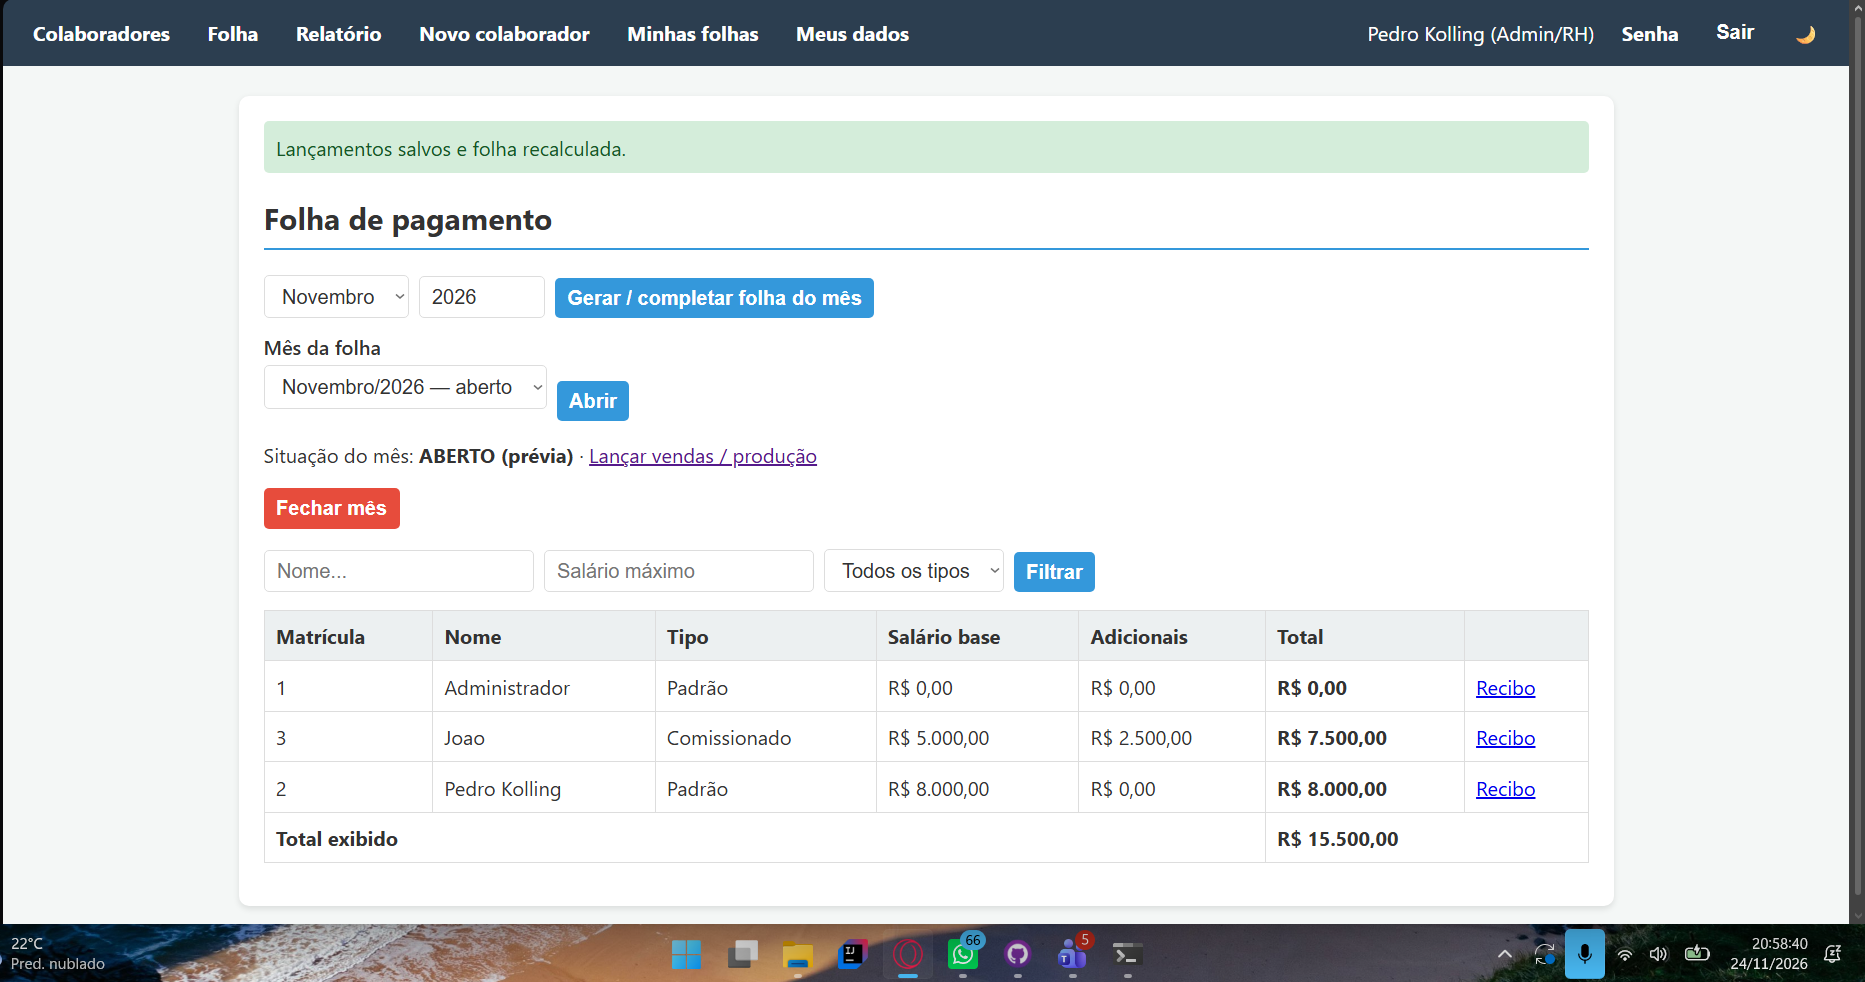 Colaboradores Folha Relatório Novo colaborador Minhas folhas Meus dados Pedro Kolling (Admin/RH) Senha Sair
Lançamentos salvos e folha recalculada.
Folha de pagamento
Novembro 2026 Gerar / completar folha do mês
Mês da folha
Novembro/2026 — aberto Abrir
Situação do mês: ABERTO (prévia) · Lançar vendas / produção
Fechar mês
Nome... Salário máximo Todos os tipos Filtrar
Matrícula Nome Tipo Salário base Adicionais Total
1 Administrador Padrão R$ 0,00 R$ 0,00 R$ 0,00 Recibo
3 Joao Comissionado R$ 5.000,00 R$ 2.500,00 R$ 7.500,00 Recibo
2 Pedro Kolling Padrão R$ 8.000,00 R$ 0,00 R$ 8.000,00 Recibo
Total exibido R$ 15.500,00
22°C
Pred. nublado
IJ
66
5
20:58:40
24/11/2026